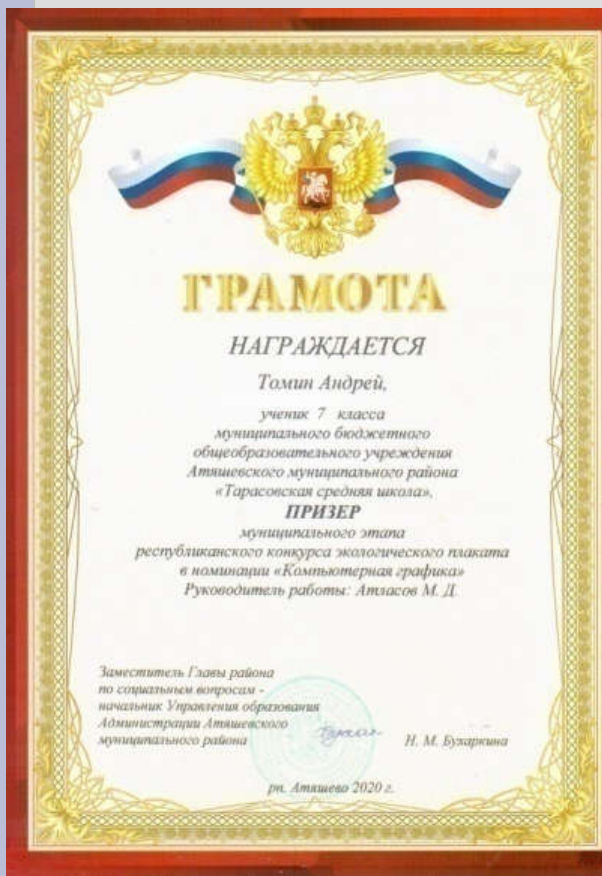 ГРАМОТА
НАГРАЖДАЕТСЯ
Томин Андрей,
ученик 7 класса
муниципального бюджетного
общеобразовательного учреждения
Атяшевского муниципального района
«Тарасовская средняя школа»,
ПРИЗЕР
муниципального этапа
республиканского конкурса экологического плаката
в номинации «Компьютерная графика»
Руководитель работы: Атласов М. Д.
Заместитель Главы района
по социальным вопросам -
начальник Управления образования
Администрации Атяшевского
муниципального района Н. М. Бухаркина
рп. Атяшево 2020 г.